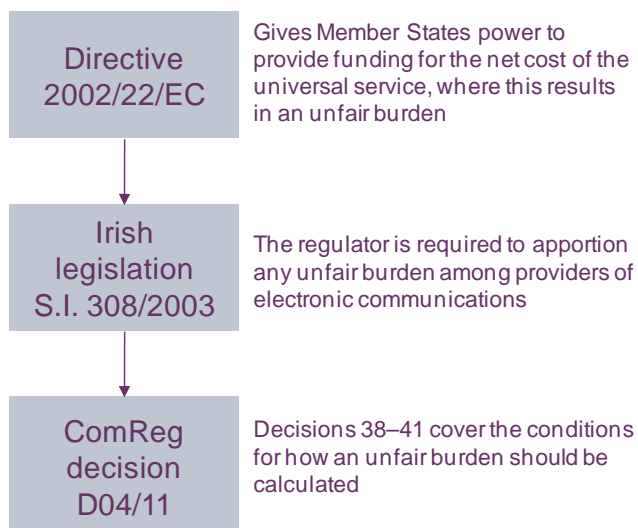 Directive
2002/22/EC
Gives Member States power to
provide funding for the net cost of the
universal service, where this results
in an unfair burden
Irish
legislation
S.I. 308/2003
The regulator is required to apportion
any unfair burden among providers of
electronic communications
ComReg
decision
D04/11
Decisions 38–41 cover the conditions
for how an unfair burden should be
calculated